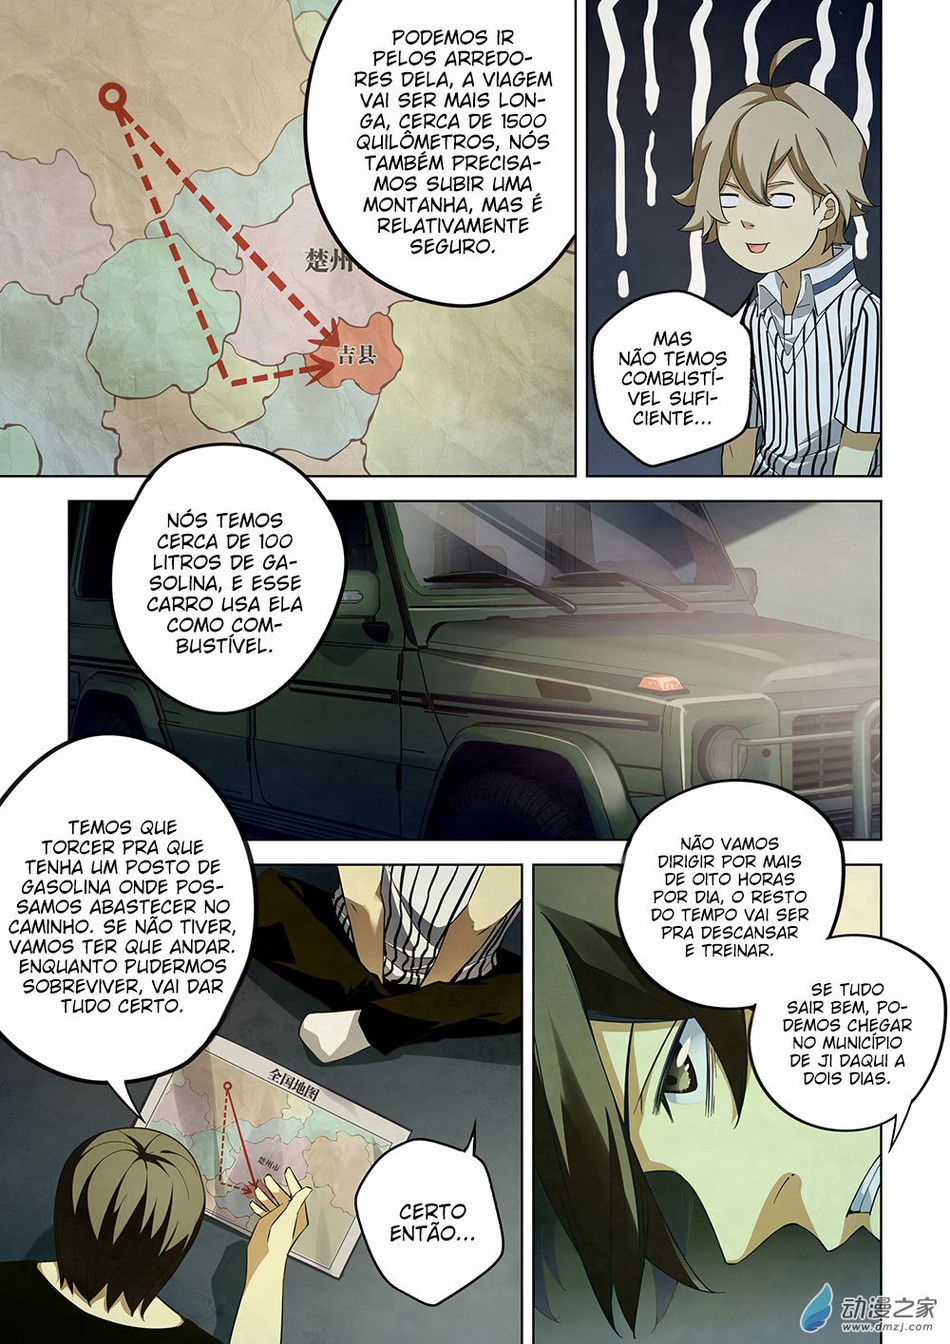 PODEMOS IR
PELOS ARREDO-
RES DELA, A VIAGEM
VAI SER MAIS LON-
GA, CERCA DE 1500
QUILÔMETROS, NÓS
TAMBÉM PRECISA-
MOS SUBIR UMA
MONTANHA, MAS É
RELATIVAMENTE
SEGURO.
楚州
吉县
MAS
NÃO TEMOS
COMBUSTÍ-
VEL SUFI-
CIENTE...
NÓS TEMOS
CERCA DE 100
LITROS DE GA-
SOLINA, E ESSE
CARRO USA ELA
COMO COM-
BUSTÍVEL.
TEMOS QUE
TORCER PRA QUE
TENHA UM POSTO DE
GASOLINA ONDE POS-
SAMOS ABASTECER NO
CAMINHO. SE NÃO TIVER,
VAMOS TER QUE ANDAR.
ENQUANTO PUDERMOS
SOBREVIVER, VAI DAR
TUDO CERTO.
全国地图
楚州市
CERTO
ENTÃO...
NÃO VAMOS
DIRIGIR POR MAIS
DE OITO HORAS
POR DIA, O RESTO
DO TEMPO VAI SER
PRA DESCANSAR
E TREINAR.
SE TUDO
SAIR BEM, PO-
DEMOS CHEGAR
NO MUNICÍPIO
DE JI DAQUI A
DOIS DIAS.
动漫之家
www.dmzj.com